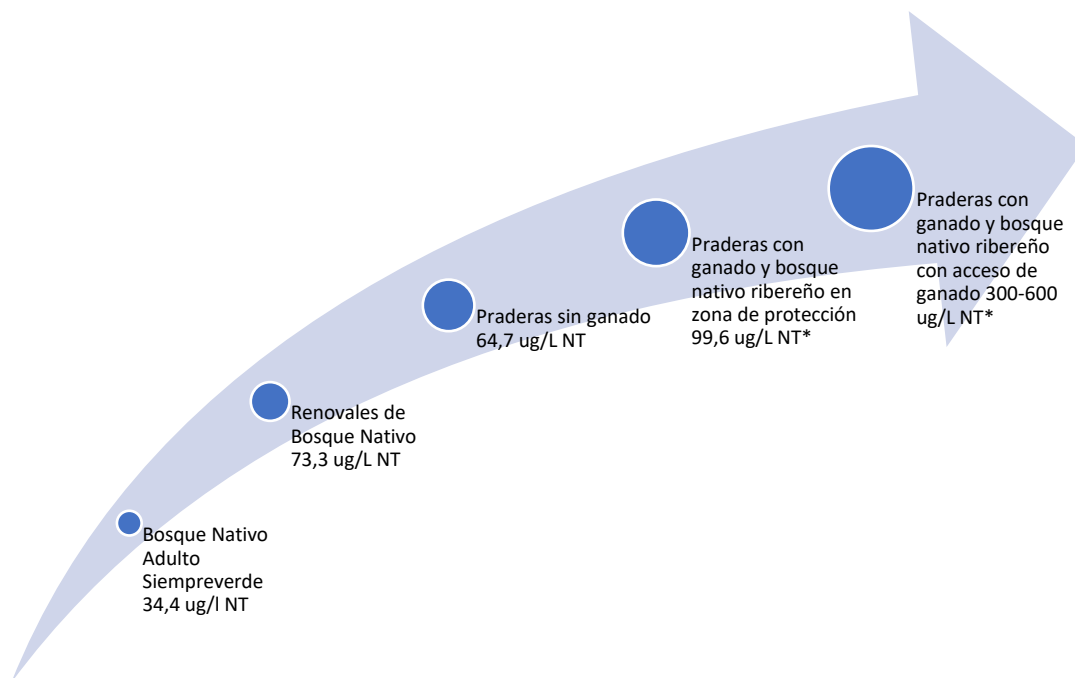 Bosque Nativo
Adulto
Siempreverde
34,4 ug/l NT
Renovales de
Bosque Nativo
73,3 ug/L NT
Praderas sin ganado
64,7 ug/L NT
Praderas con
ganado y bosque
nativo ribereño en
zona de protección
99,6 ug/L NT*
Praderas con
ganado y bosque
nativo ribereño
con acceso de
ganado 300-600
ug/L NT*